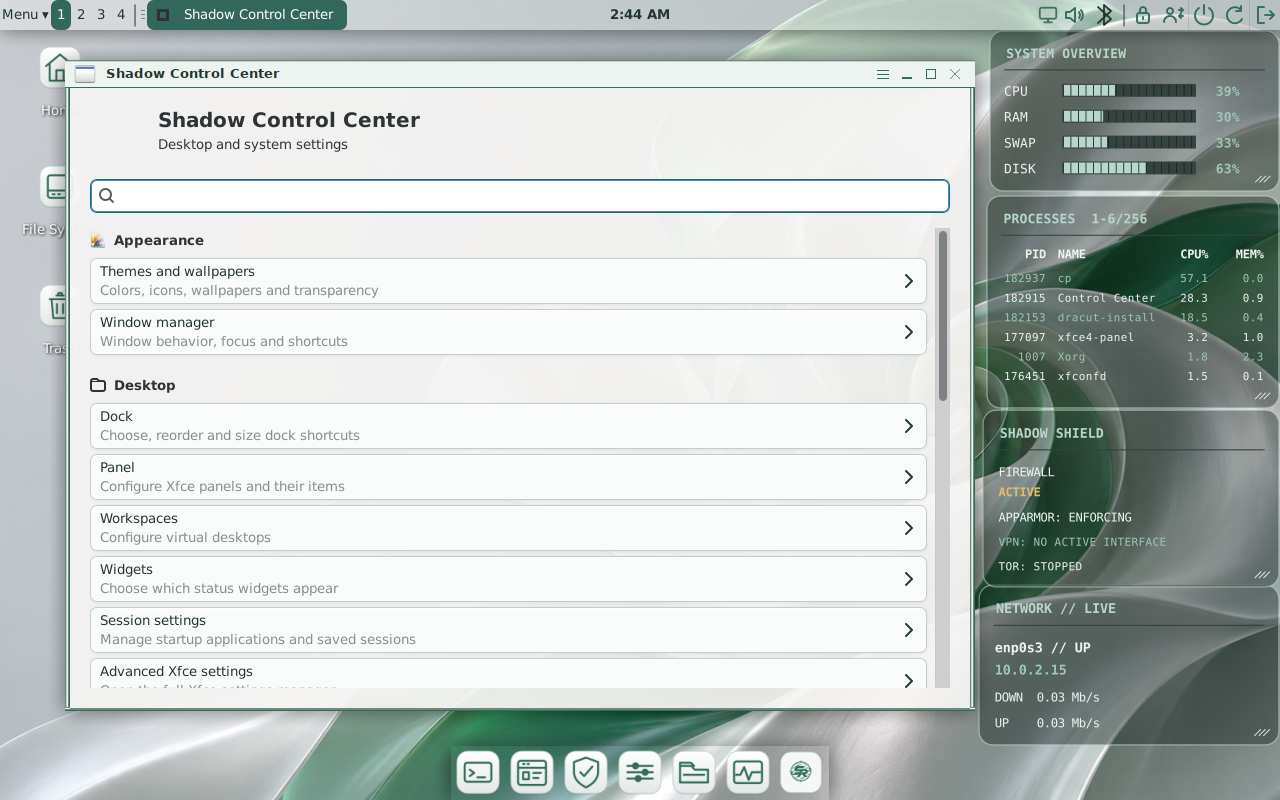 Menu ▾ 1 2 3 4 Shadow Control Center 2:44 AM
Shadow Control Center
Shadow Control Center
Desktop and system settings
Appearance
Themes and wallpapers
Colors, icons, wallpapers and transparency
Window manager
Window behavior, focus and shortcuts
Desktop
Dock
Choose, reorder and size dock shortcuts
Panel
Configure Xfce panels and their items
Workspaces
Configure virtual desktops
Widgets
Choose which status widgets appear
Session settings
Manage startup applications and saved sessions
Advanced Xfce settings
Open the full Xfce settings manager
SYSTEM OVERVIEW
CPU 39%
RAM 30%
SWAP 33%
DISK 63%
PROCESSES 1-6/256
PID NAME CPU% MEM%
182937 cp 57.1 0.0
182915 Control Center 28.3 0.9
182153 dracut-install 18.5 0.4
177097 xfce4-panel 3.2 1.0
1007 Xorg 1.8 2.3
176451 xfconfd 1.5 0.1
SHADOW SHIELD
FIREWALL
ACTIVE
APPARMOR: ENFORCING
VPN: NO ACTIVE INTERFACE
TOR: STOPPED
NETWORK // LIVE
enp0s3 // UP
10.0.2.15
DOWN 0.03 Mb/s
UP 0.03 Mb/s